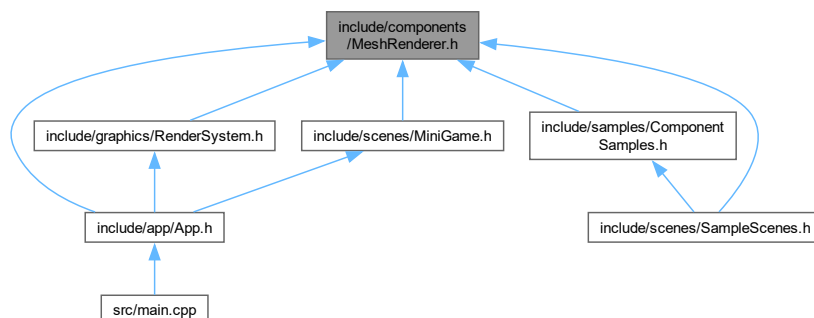 include/components
/MeshRenderer.h
include/graphics/RenderSystem.h
include/scenes/MiniGame.h
include/samples/Component
Samples.h
include/app/App.h
include/scenes/SampleScenes.h
src/main.cpp